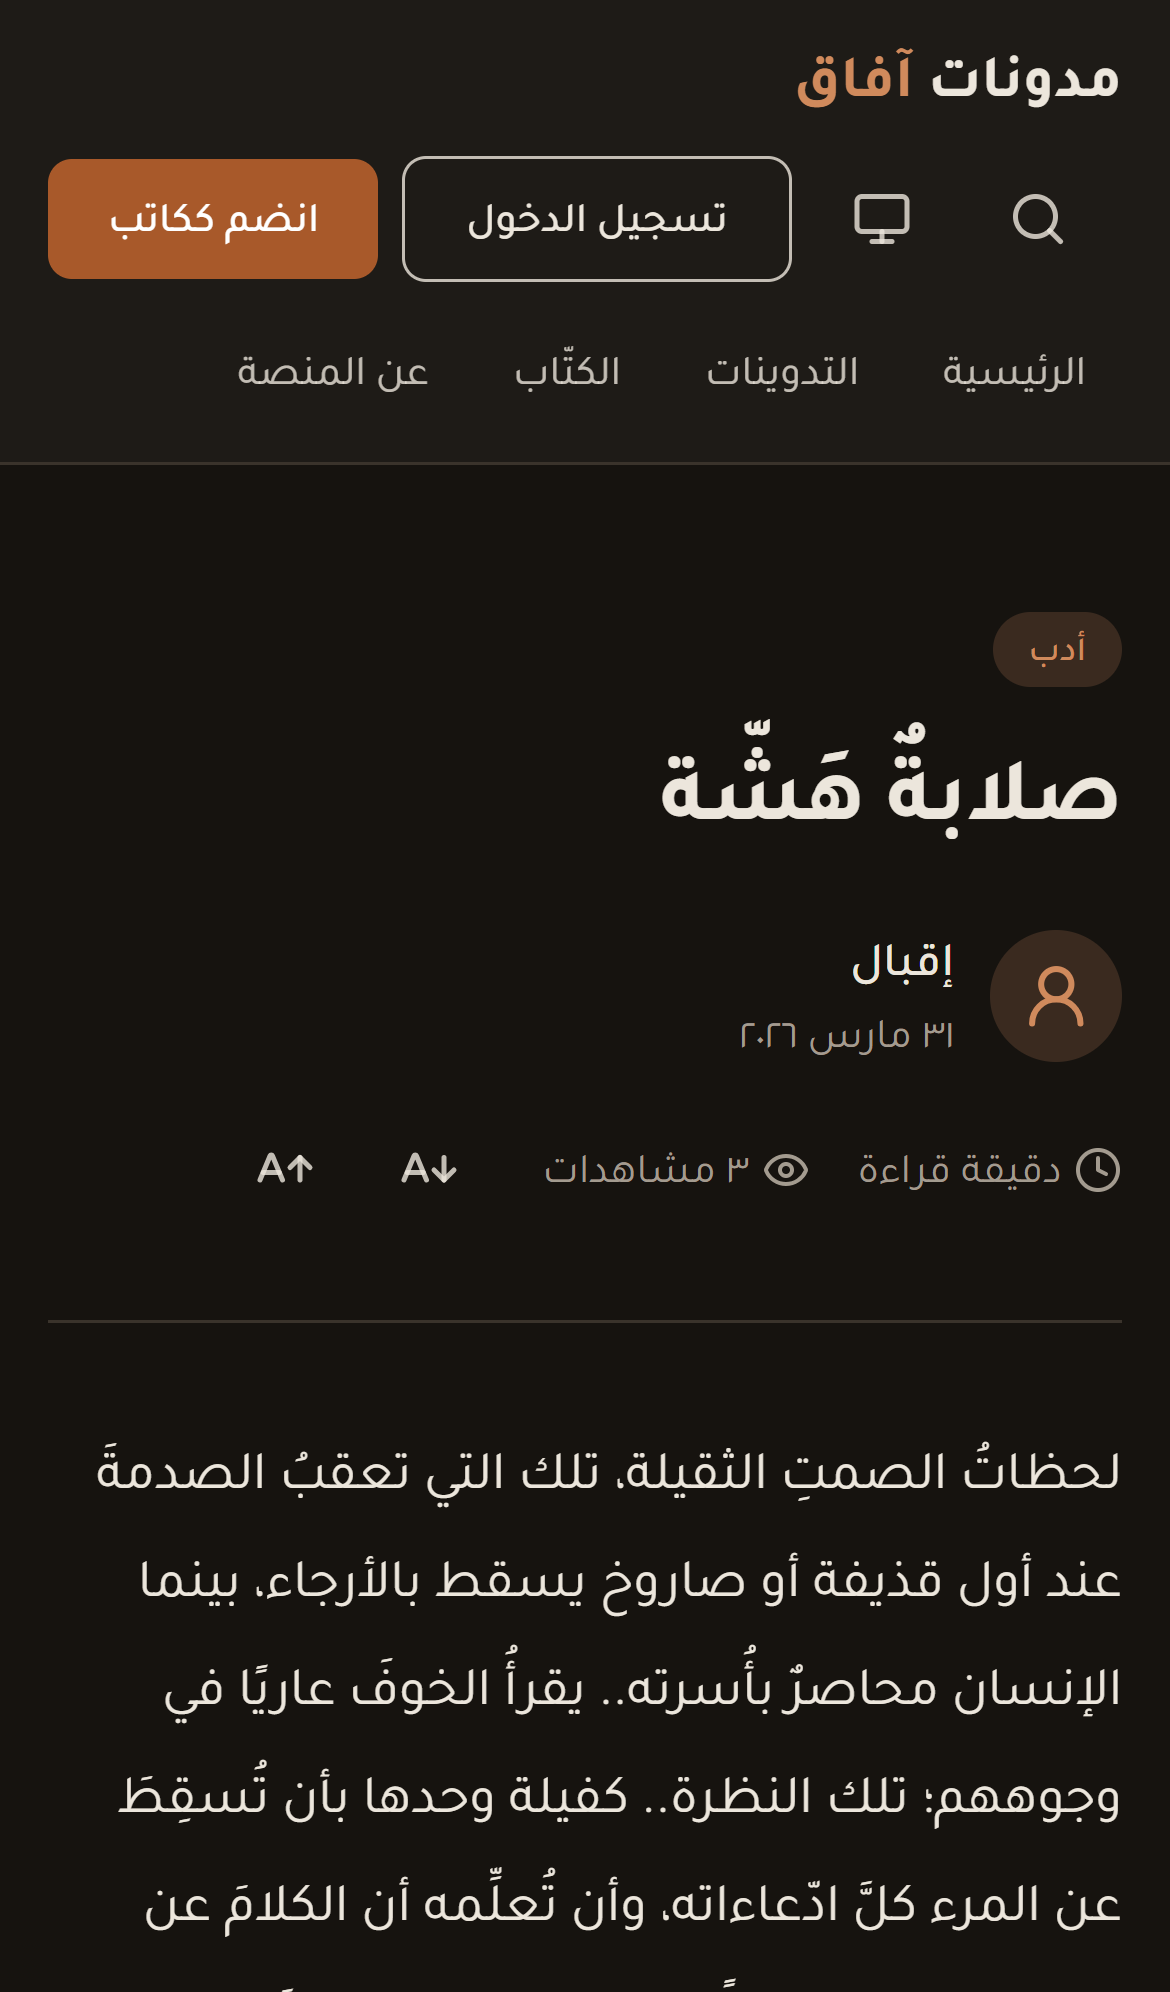 مدونات آفاق
تسجيل الدخول
انضم ككاتب
الرئيسية
التدوينات
الكتّاب
عن المنصة
أدب
صلابةٌ هَشّة
إقبال
٣١ مارس ٢٠٢٦
دقيقة قراءة
٣ مشاهدات
A↓
A↑
لحظاتُ الصمتِ الثقيلة، تلك التي تعقبُ الصدمةَ
عند أول قذيفة أو صاروخ يسقط بالأرجاء، بينما
الإنسان محاصرٌ بأُسرته.. يقرأُ الخوفَ عاريًا في
وجوههم؛ تلك النظرة.. كفيلة وحدها بأن تُسقِطَ
عن المرء كلَّ ادّعاءاته، وأن تُعلِّمه أن الكلامَ عن